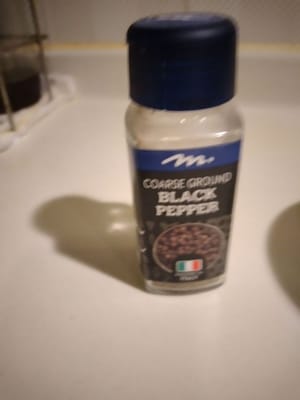 m.
COARSE GROUND
BLACK
PEPPER